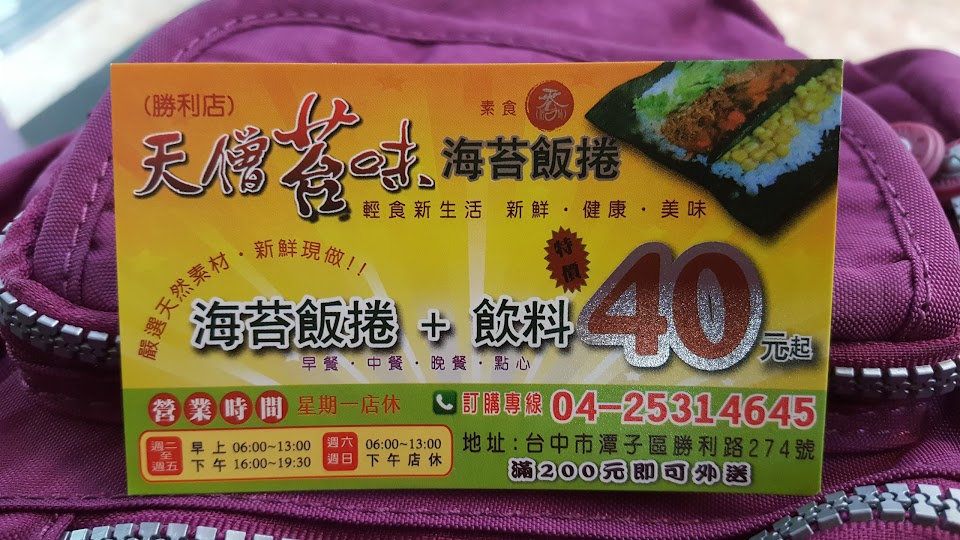 (勝利店)
素食
天僧苔味 海苔飯捲
輕食新生活 新鮮・健康・美味
嚴選天然素材・新鮮現做!!
特價
海苔飯捲 + 飲料 40元起
早餐・中餐・晚餐・點心
營業時間 星期一店休
訂購專線 04-25314645
週二至週五 早上 06:00~13:00
下午 16:00~19:30
週六週日 06:00~13:00
下午店休
地址:台中市潭子區勝利路274號
滿200元即可外送